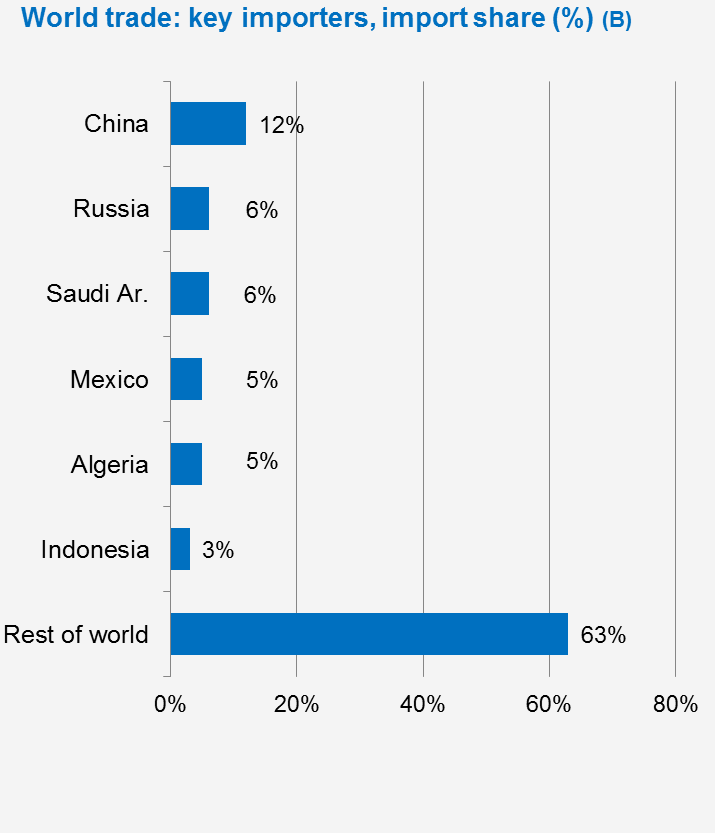 World trade: key importers, import share (%) (B)
China 12%
Russia 6%
Saudi Ar. 6%
Mexico 5%
Algeria 5%
Indonesia 3%
Rest of world 63%
0% 20% 40% 60% 80%